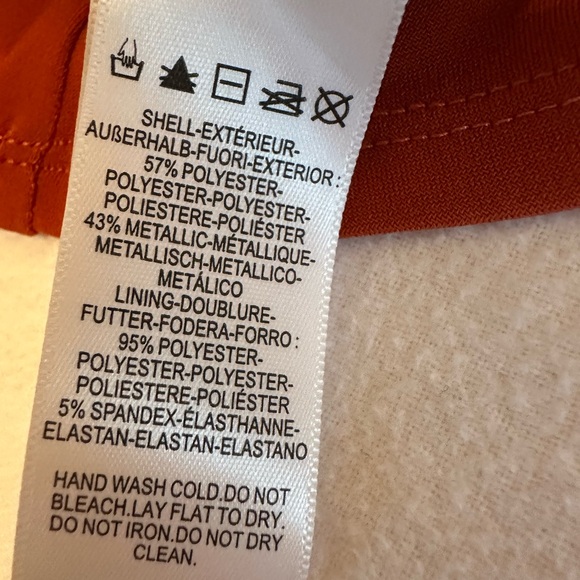 SHELL-EXTÉRIEUR-
AUßERHALB-FUORI-EXTERIOR:
57% POLYESTER-
POLYESTER-POLYESTER-
POLIESTERE-POLIÉSTER
43% METALLIC-MÉTALLIQUE-
METALLISCH-METALLICO-
METÁLICO
LINING-DOUBLURE-
FUTTER-FODERA-FORRO:
95% POLYESTER-
POLYESTER-POLYESTER-
POLIESTERE-POLIÉSTER
5% SPANDEX-ÉLASTHANNE-
ELASTAN-ELASTAN-ELASTANO
HAND WASH COLD.DO NOT
BLEACH.LAY FLAT TO DRY.
DO NOT IRON.DO NOT DRY
CLEAN.